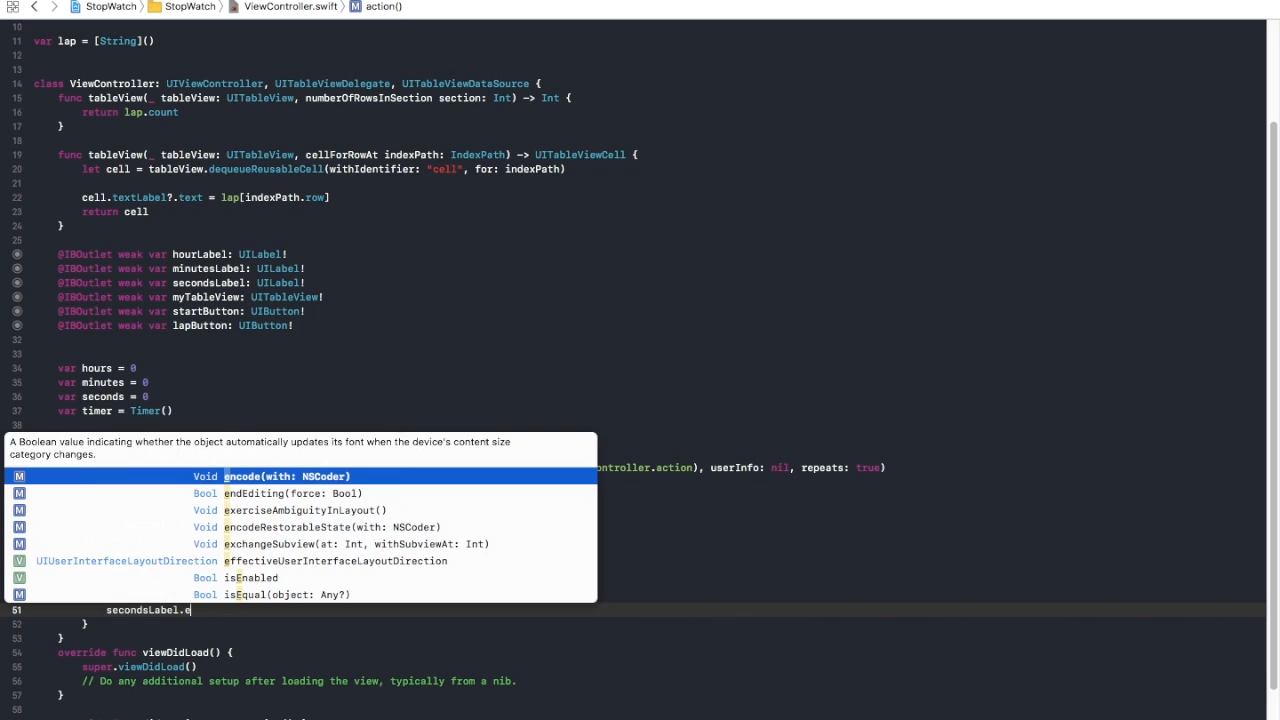 StopWatch StopWatch ViewController.swift action()
10
11 var lap = [String]()
12
13
14 class ViewController: UIViewController, UITableViewDelegate, UITableViewDataSource {
15 func tableView(_ tableView: UITableView, numberOfRowsInSection section: Int) -> Int {
16 return lap.count
17 }
18
19 func tableView(_ tableView: UITableView, cellForRowAt indexPath: IndexPath) -> UITableViewCell {
20 let cell = tableView.dequeueReusableCell(withIdentifier: "cell", for: indexPath)
21
22 cell.textLabel?.text = lap[indexPath.row]
23 return cell
24 }
25
@IBOutlet weak var hourLabel: UILabel!
@IBOutlet weak var minutesLabel: UILabel!
@IBOutlet weak var secondsLabel: UILabel!
@IBOutlet weak var myTableView: UITableView!
@IBOutlet weak var startButton: UIButton!
@IBOutlet weak var lapButton: UIButton!
32
33
34 var hours = 0
35 var minutes = 0
36 var seconds = 0
37 var timer = Timer()
38
A Boolean value indicating whether the object automatically updates its font when the device's content size
category changes.
ontroller.action), userInfo: nil, repeats: true)
M Void encode(with: NSCoder)
M Bool endEditing(force: Bool)
M Void exerciseAmbiguityInLayout()
M Void encodeRestorableState(with: NSCoder)
M Void exchangeSubview(at: Int, withSubviewAt: Int)
V UIUserInterfaceLayoutDirection effectiveUserInterfaceLayoutDirection
V Bool isEnabled
M Bool isEqual(object: Any?)
51 secondsLabel.e
52 }
53 }
54 override func viewDidLoad() {
55 super.viewDidLoad()
56 // Do any additional setup after loading the view, typically from a nib.
57 }
58